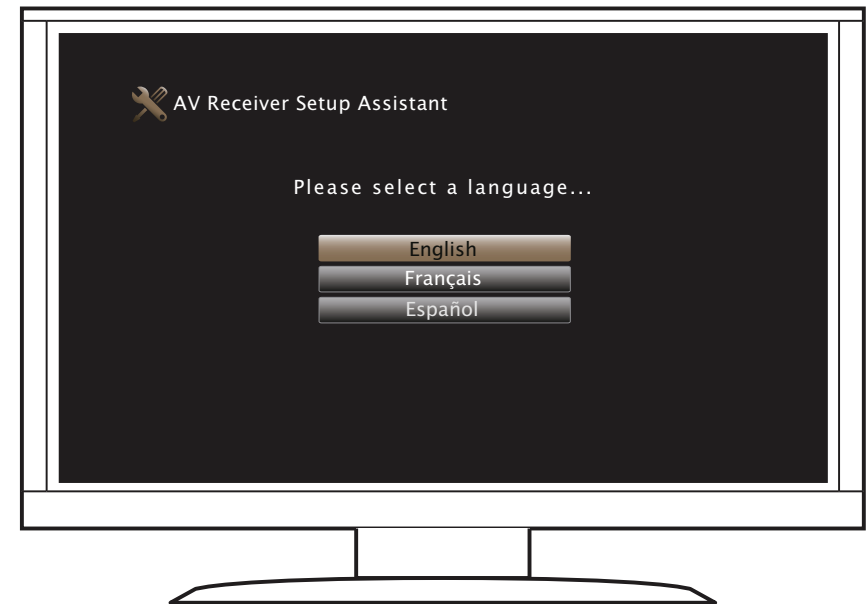 AV Receiver Setup Assistant
Please select a language...
English
Français
Español